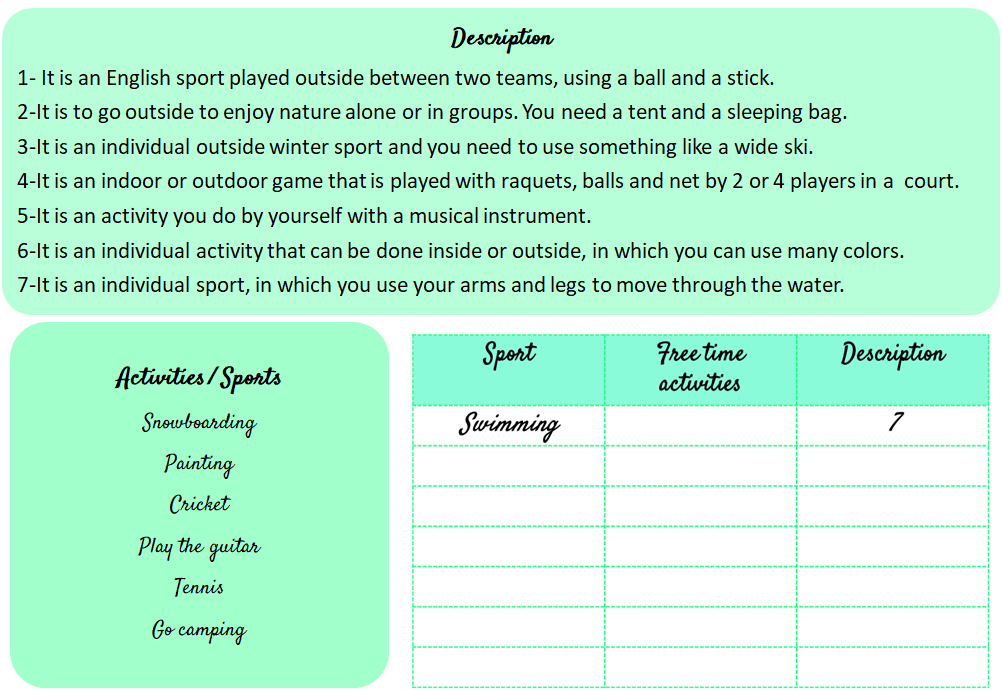 Description
1- It is an English sport played outside between two teams, using a ball and a stick.
2-It is to go outside to enjoy nature alone or in groups. You need a tent and a sleeping bag.
3-It is an individual outside winter sport and you need to use something like a wide ski.
4-It is an indoor or outdoor game that is played with raquets, balls and net by 2 or 4 players in a court.
5-It is an activity you do by yourself with a musical instrument.
6-It is an individual activity that can be done inside or outside, in which you can use many colors.
7-It is an individual sport, in which you use your arms and legs to move through the water.
Activities/Sports
Snowboarding
Painting
Cricket
Play the guitar
Tennis
Go camping
Sport
Free time
activities
Description
Swimming
7